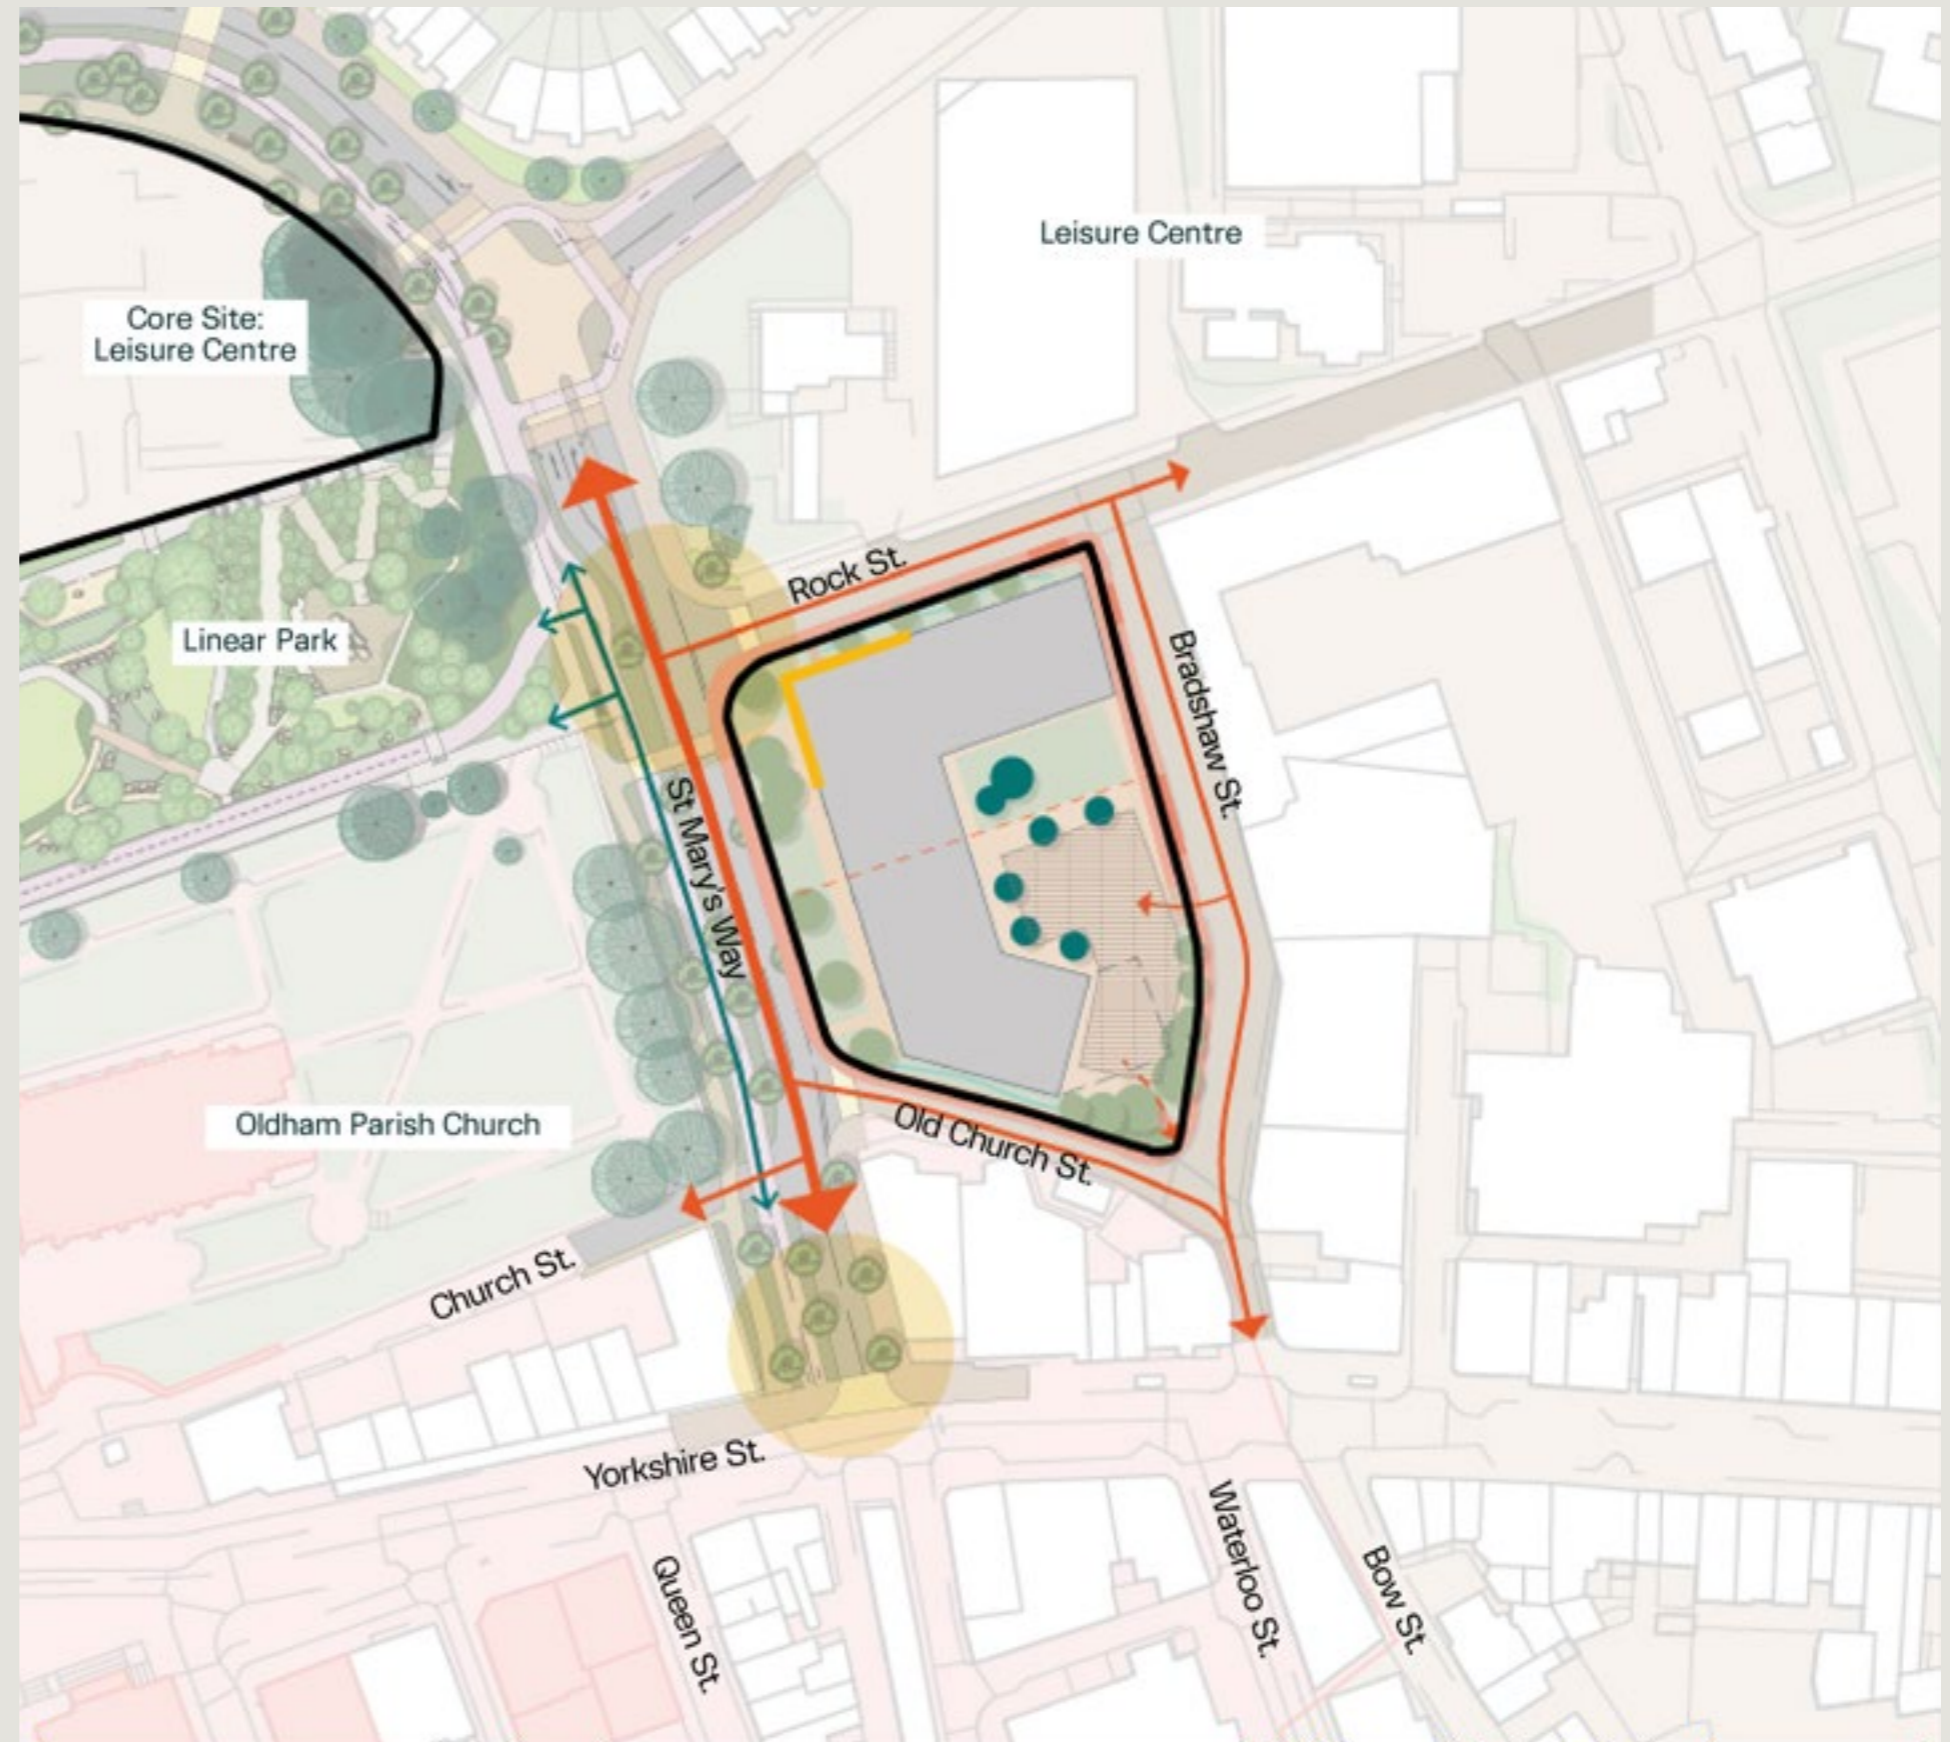 Leisure Centre
Core Site:
Leisure Centre
Rock St.
Linear Park
Bradshaw St.
St Mary's Way
Oldham Parish Church
Old Church St.
Church St.
Yorkshire St.
Queen St.
Waterloo St.
Bow St.